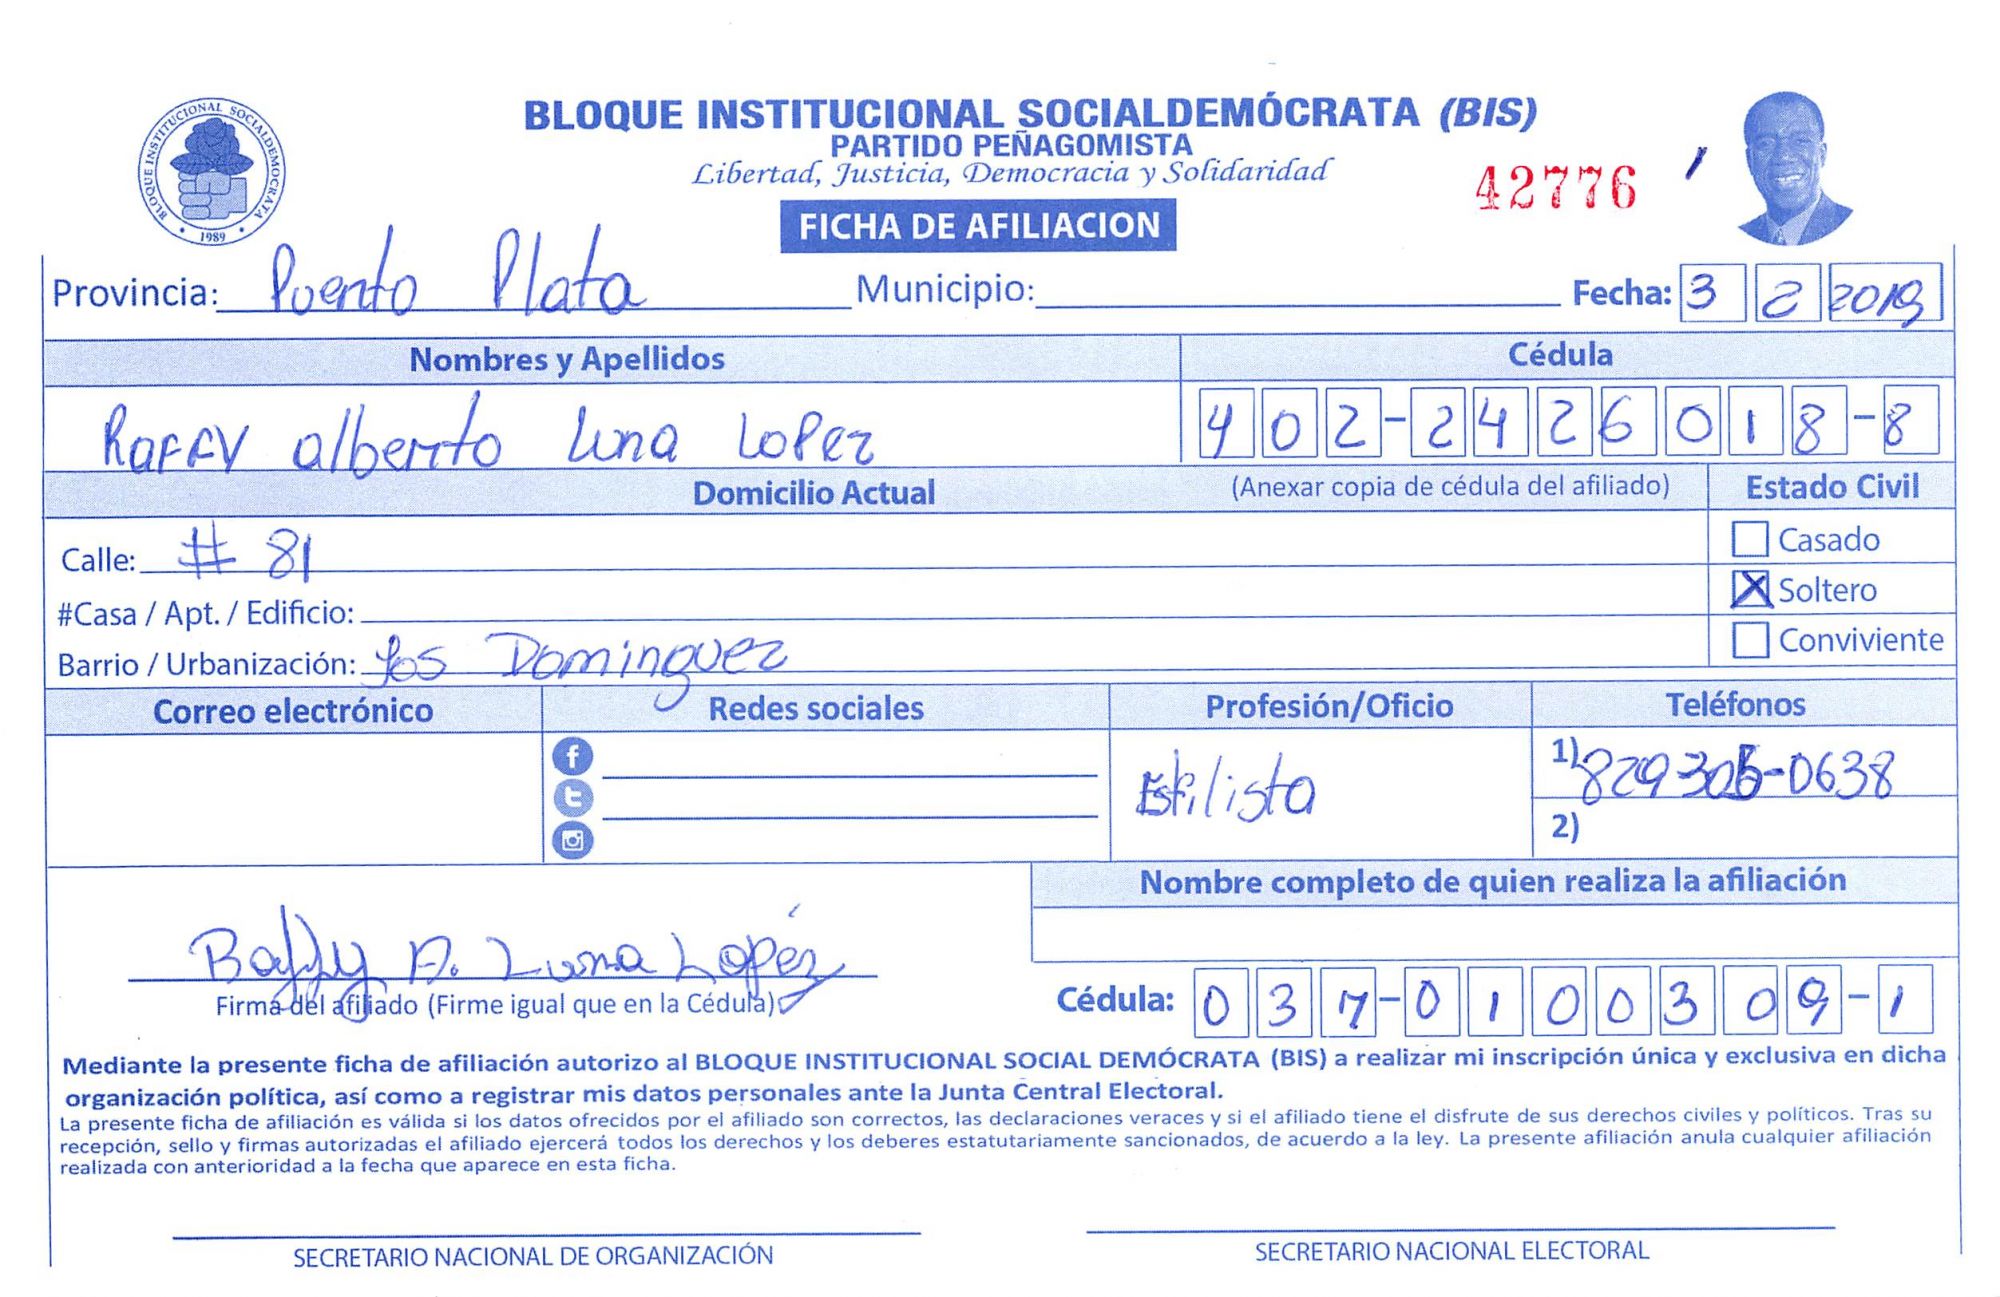 BLOQUE INSTITUCIONAL SOCIALDEMOCRATA
1989
BLOQUE INSTITUCIONAL SOCIALDEMÓCRATA (BIS)
PARTIDO PEÑAGOMISTA
Libertad, Justicia, Democracia y Solidaridad
42776
FICHA DE AFILIACION
Provincia: Puento Plata Municipio: Fecha: 3 2 2019
Nombres y Apellidos Cédula
Raffy alberto Luna Lopez 402-2426018-8
Domicilio Actual (Anexar copia de cédula del afiliado) Estado Civil
Calle: # 81 Casado
#Casa / Apt. / Edificio: X Soltero
Barrio / Urbanización: Los Dominguez Conviviente
Correo electrónico Redes sociales Profesión/Oficio Teléfonos
Estilista 1) 829 305-0638
2)
Nombre completo de quien realiza la afiliación
Raffy A. Luna Lopéz
Firma del afiliado (Firme igual que en la Cédula) Cédula: 037-0100309-1
Mediante la presente ficha de afiliación autorizo al BLOQUE INSTITUCIONAL SOCIAL DEMÓCRATA (BIS) a realizar mi inscripción única y exclusiva en dicha
organización política, así como a registrar mis datos personales ante la Junta Central Electoral.
La presente ficha de afiliación es válida si los datos ofrecidos por el afiliado son correctos, las declaraciones veraces y si el afiliado tiene el disfrute de sus derechos civiles y políticos. Tras su
recepción, sello y firmas autorizadas el afiliado ejercerá todos los derechos y los deberes estatutariamente sancionados, de acuerdo a la ley. La presente afiliación anula cualquier afiliación
realizada con anterioridad a la fecha que aparece en esta ficha.
SECRETARIO NACIONAL DE ORGANIZACIÓN SECRETARIO NACIONAL ELECTORAL